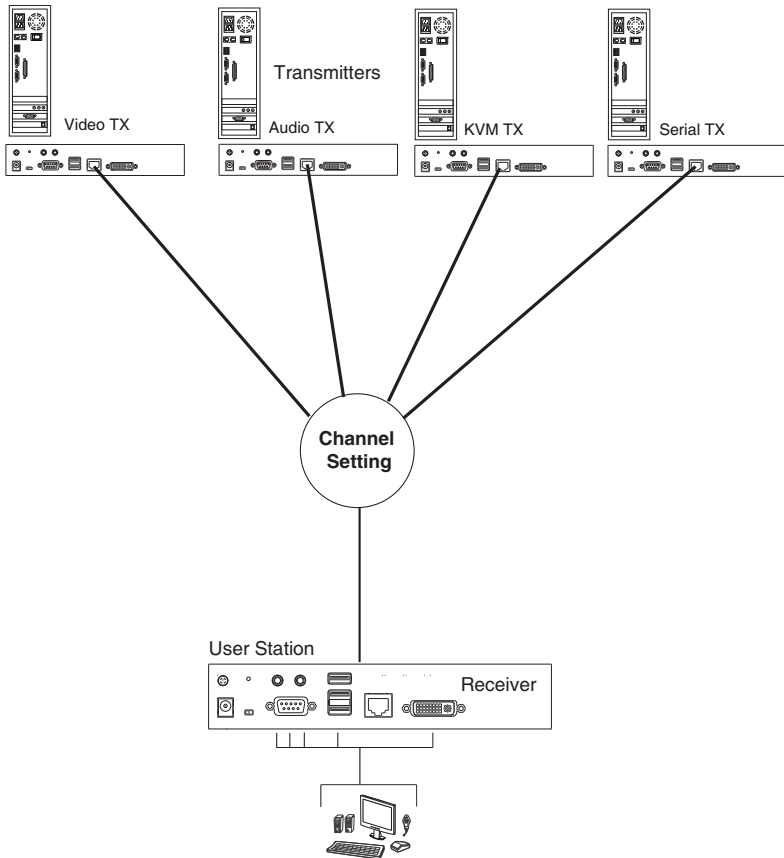 Transmitters
Video TX
Audio TX
KVM TX
Serial TX
Channel
Setting
User Station
Receiver